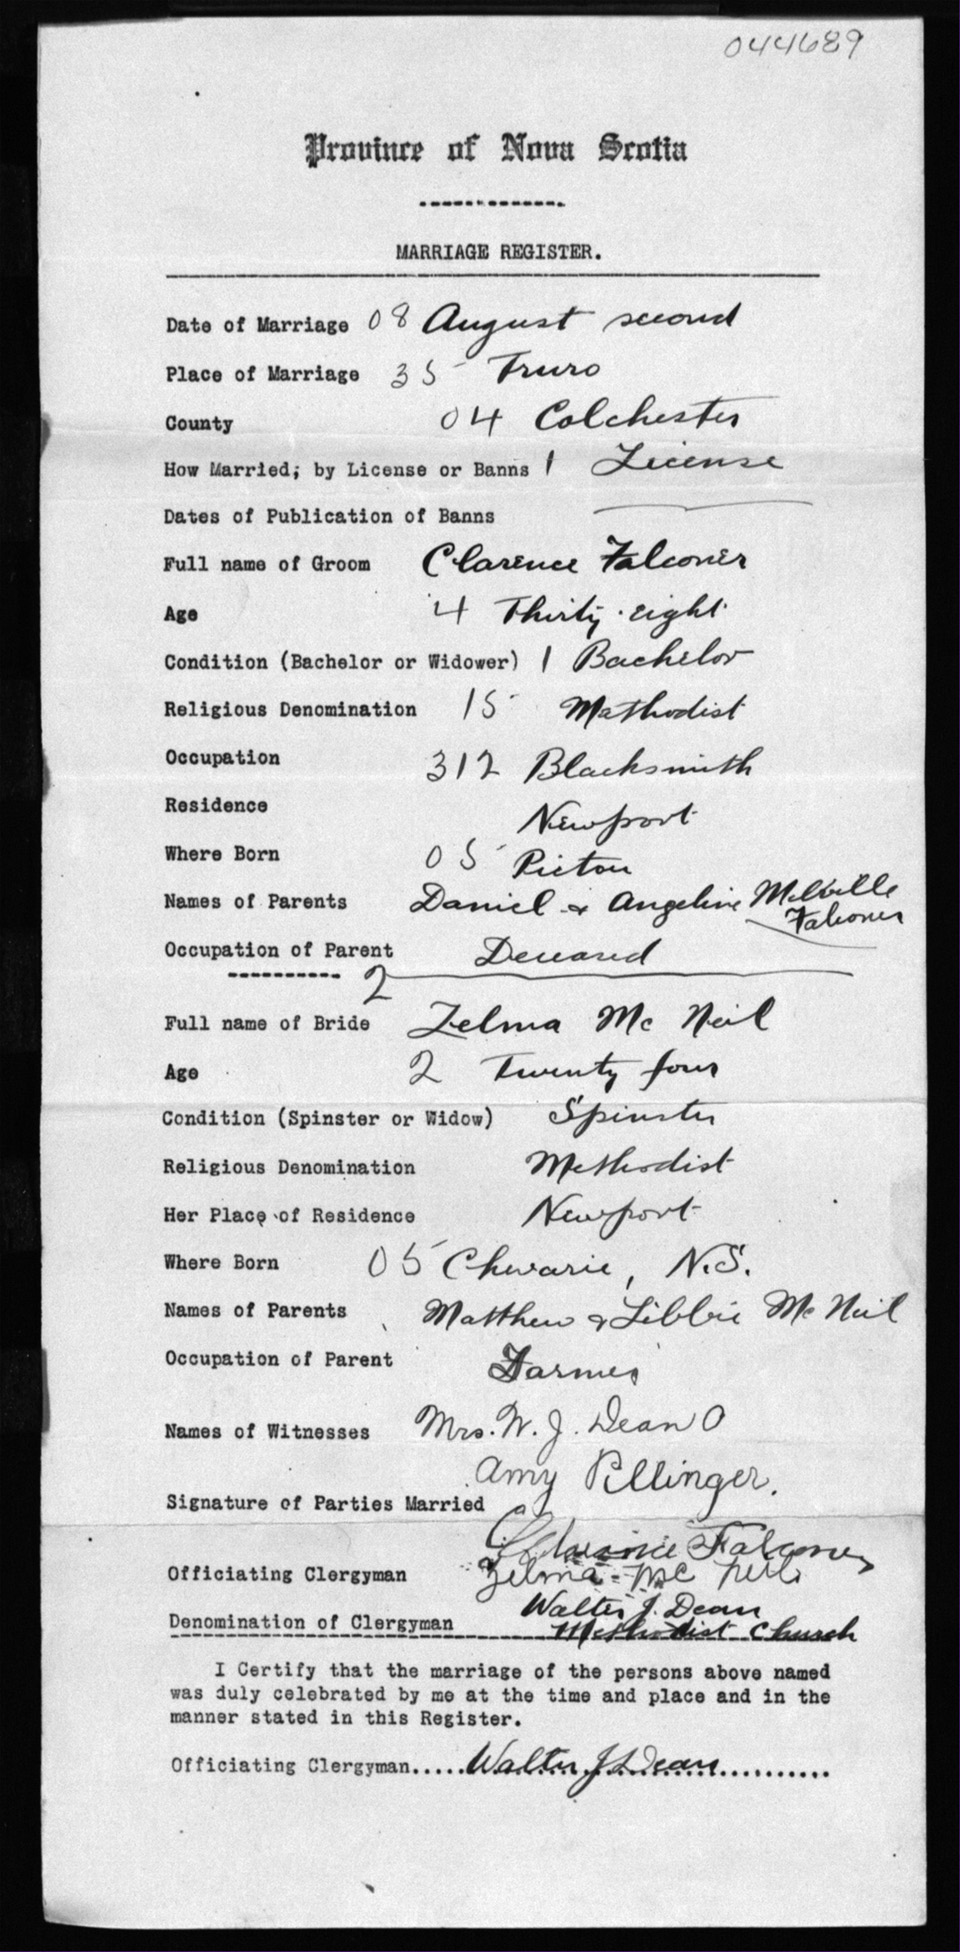 044689
Province of Nova Scotia
MARRIAGE REGISTER.
Date of Marriage 08 August second
Place of Marriage 35 Truro
County 04 Colchester
How Married; by License or Banns 1 License
Dates of Publication of Banns
Full name of Groom Clarence Falconer
Age 4 Thirty-eight
Condition (Bachelor or Widower) 1 Bachelor
Religious Denomination 15 Methodist
Occupation 312 Blacksmith
Residence Newport
Where Born 05 Pictou
Names of Parents Daniel & Angeline Melville
Falconer
Occupation of Parent Deceased
2
Full name of Bride Zelma Mc Neil
Age 2 Twenty four
Condition (Spinster or Widow) Spinster
Religious Denomination Methodist
Her Place of Residence Newport
Where Born 05 Chevarie, N.S.
Names of Parents Matthew & Libbie Mc Neil
Occupation of Parent Farmer
Names of Witnesses Mrs. W. J. Dean
Amy Pillinger.
Signature of Parties Married
Clarence Falconer
Officiating Clergyman Zelma Mc Neil
Walter J. Dean
Denomination of Clergyman Methodist Church
I Certify that the marriage of the persons above named
was duly celebrated by me at the time and place and in the
manner stated in this Register.
Officiating Clergyman.....Walter J Dean...........